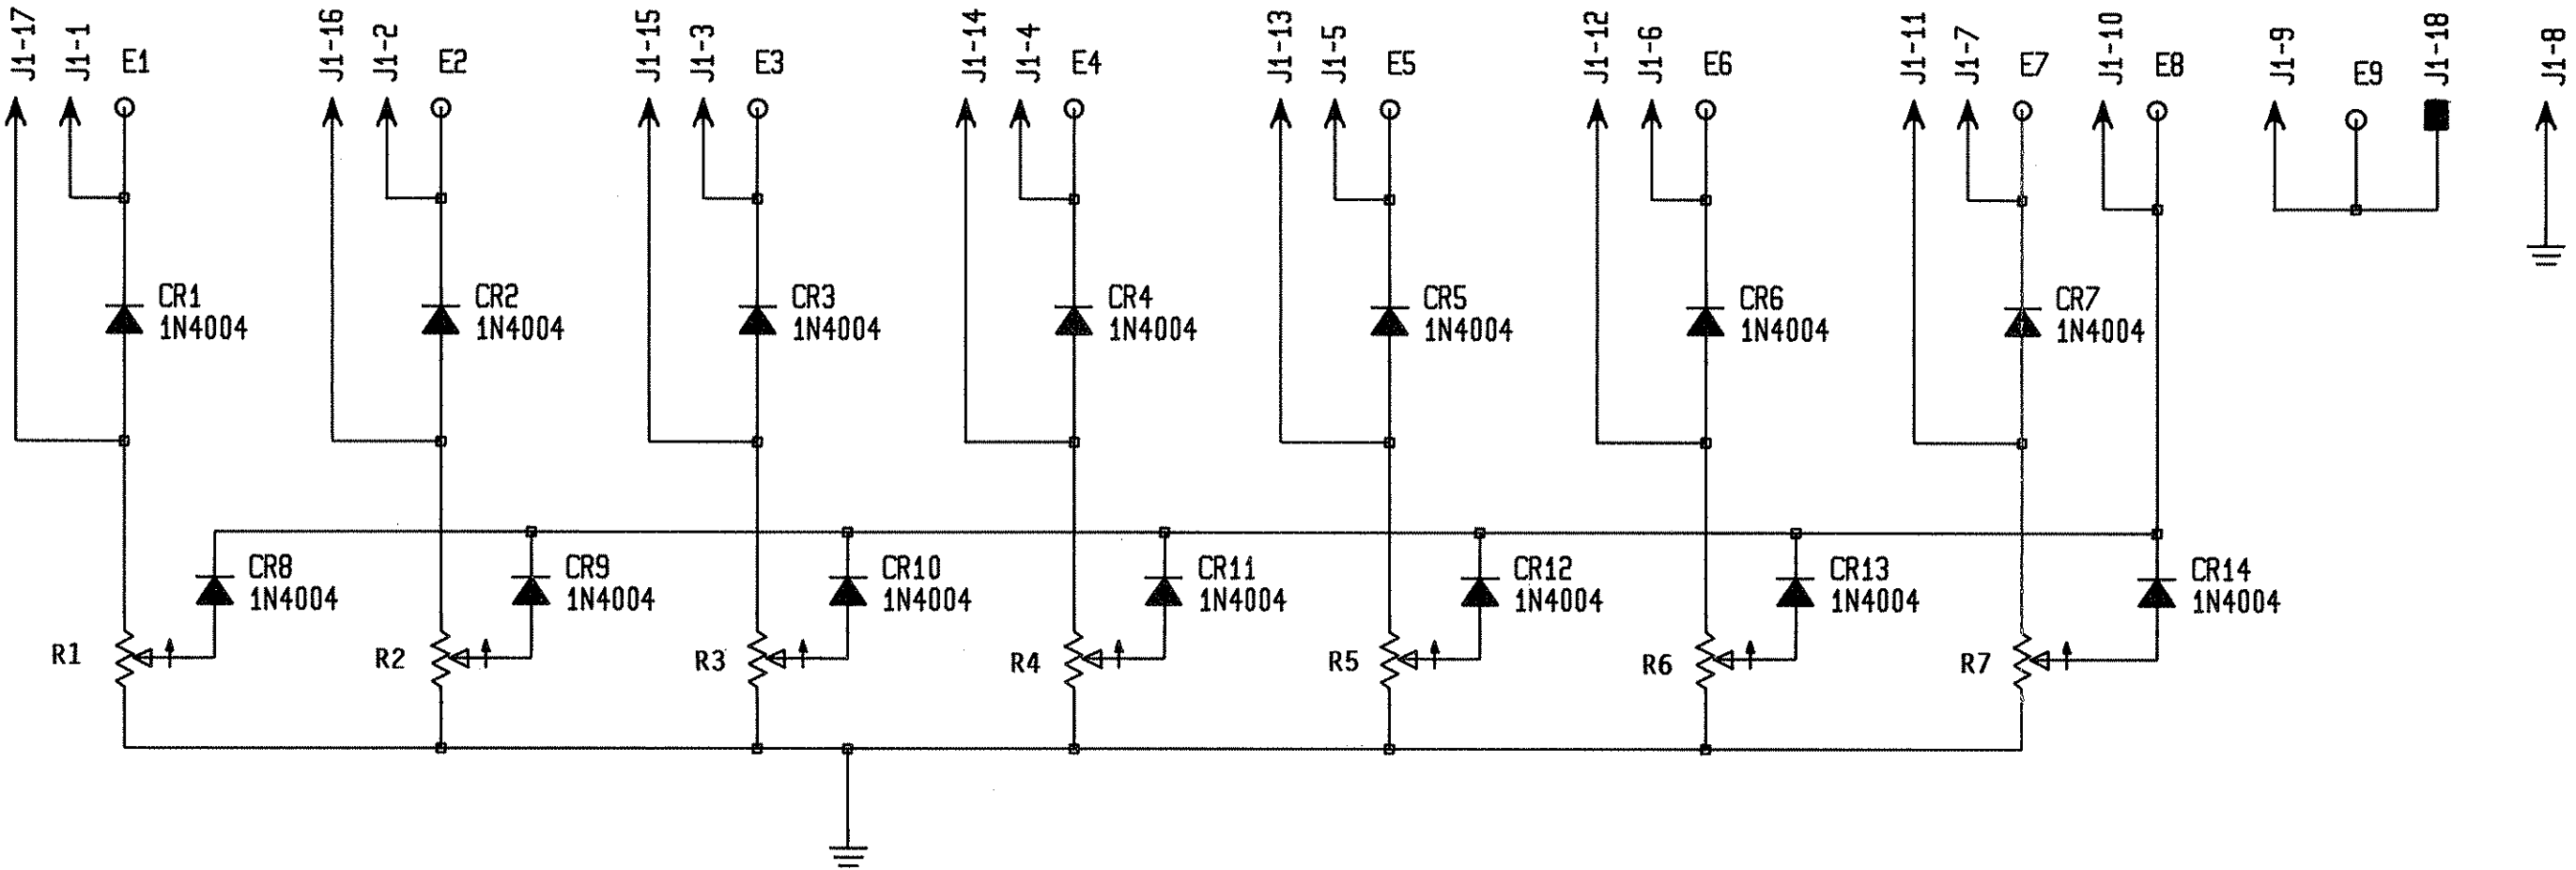 J1-17
J1-1
E1
J1-16
J1-2
E2
J1-15
J1-3
E3
J1-14
J1-4
E4
J1-13
J1-5
E5
J1-12
J1-6
E6
J1-11
J1-7
E7
J1-10
E8
J1-9
E9
J1-18
J1-8
CR1
1N4004
CR2
1N4004
CR3
1N4004
CR4
1N4004
CR5
1N4004
CR6
1N4004
CR7
1N4004
CR8
1N4004
CR9
1N4004
CR10
1N4004
CR11
1N4004
CR12
1N4004
CR13
1N4004
CR14
1N4004
R1
R2
R3
R4
R5
R6
R7